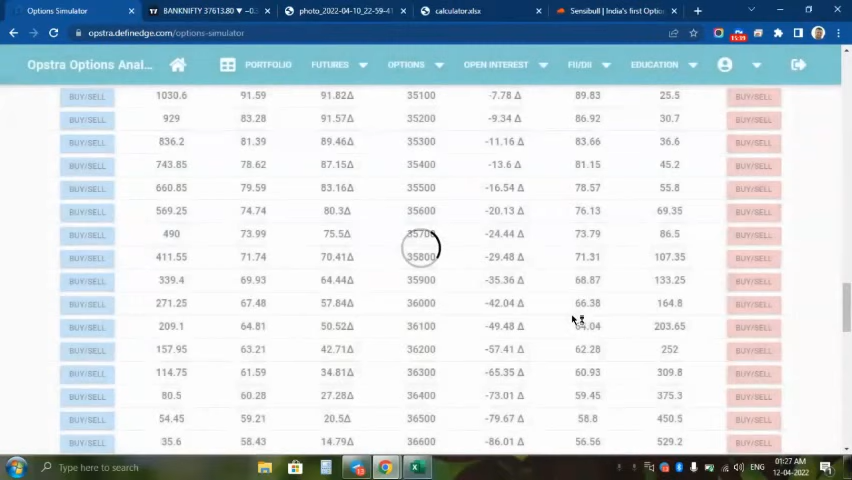 Options Simulator
BANKNIFTY 37613.80 ▼ −0.
photo_2022-04-10_22-59-41
calculator.xlsx
Sensibull | India's first Optio
opstra.definedge.com/options-simulator
15:39
Opstra Options Anal... PORTFOLIO FUTURES OPTIONS OPEN INTEREST FII/DII EDUCATION
BUY/SELL 1030.6 91.59 91.82Δ 35100 -7.78 Δ 89.83 25.5 BUY/SELL
BUY/SELL 929 83.28 91.57Δ 35200 -9.34 Δ 86.92 30.7 BUY/SELL
BUY/SELL 836.2 81.39 89.46Δ 35300 -11.16 Δ 83.66 36.6 BUY/SELL
BUY/SELL 743.85 78.62 87.15Δ 35400 -13.6 Δ 81.15 45.2 BUY/SELL
BUY/SELL 660.85 79.59 83.16Δ 35500 -16.54 Δ 78.57 55.8 BUY/SELL
BUY/SELL 569.25 74.74 80.3Δ 35600 -20.13 Δ 76.13 69.35 BUY/SELL
BUY/SELL 490 73.99 75.5Δ 35700 -24.44 Δ 73.79 86.5 BUY/SELL
BUY/SELL 411.55 71.74 70.41Δ 35800 -29.48 Δ 71.31 107.35 BUY/SELL
BUY/SELL 339.4 69.93 64.44Δ 35900 -35.36 Δ 68.87 133.25 BUY/SELL
BUY/SELL 271.25 67.48 57.84Δ 36000 -42.04 Δ 66.38 164.8 BUY/SELL
BUY/SELL 209.1 64.81 50.52Δ 36100 -49.48 Δ 64.04 203.65 BUY/SELL
BUY/SELL 157.95 63.21 42.71Δ 36200 -57.41 Δ 62.28 252 BUY/SELL
BUY/SELL 114.75 61.59 34.81Δ 36300 -65.35 Δ 60.93 309.8 BUY/SELL
BUY/SELL 80.5 60.28 27.28Δ 36400 -73.01 Δ 59.45 375.3 BUY/SELL
BUY/SELL 54.45 59.21 20.5Δ 36500 -79.67 Δ 58.8 450.5 BUY/SELL
BUY/SELL 35.6 58.43 14.79Δ 36600 -86.01 Δ 56.56 529.2 BUY/SELL
Type here to search
ENG
01:27 AM
12-04-2022